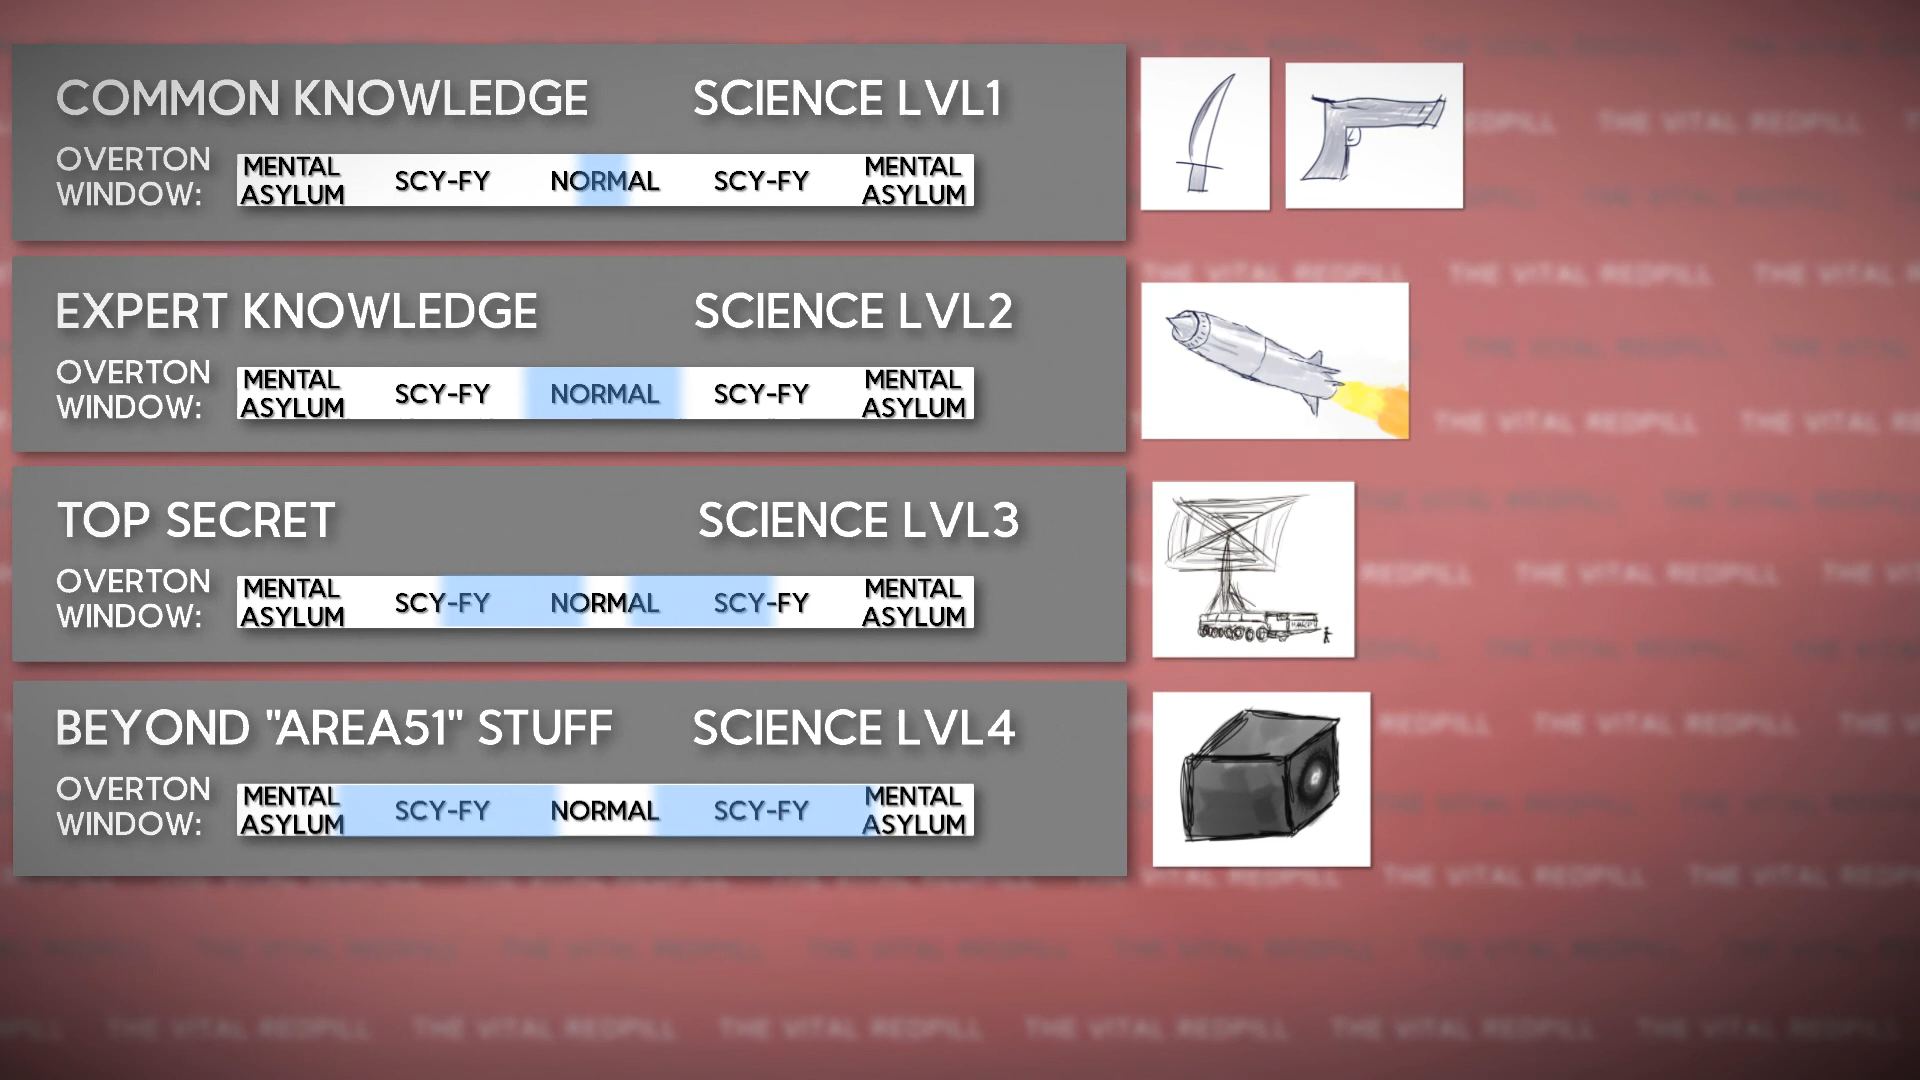 COMMON KNOWLEDGE SCIENCE LVL1
OVERTON WINDOW: MENTAL ASYLUM SCY-FY NORMAL SCY-FY MENTAL ASYLUM
EXPERT KNOWLEDGE SCIENCE LVL2
OVERTON WINDOW: MENTAL ASYLUM SCY-FY NORMAL SCY-FY MENTAL ASYLUM
TOP SECRET SCIENCE LVL3
OVERTON WINDOW: MENTAL ASYLUM SCY-FY NORMAL SCY-FY MENTAL ASYLUM
BEYOND "AREA51" STUFF SCIENCE LVL4
OVERTON WINDOW: MENTAL ASYLUM SCY-FY NORMAL SCY-FY MENTAL ASYLUM
THE VITAL REDPILL